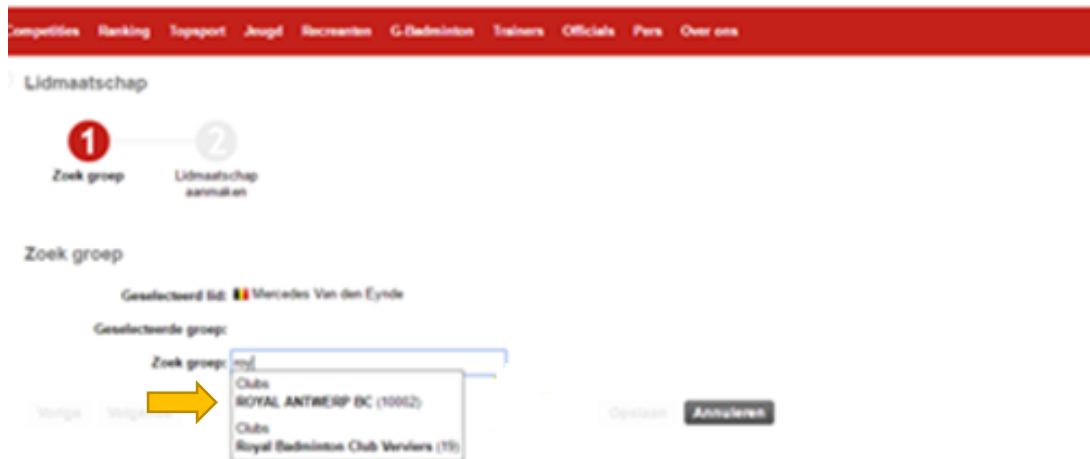 Competities Ranking Topsport Jeugd Recreanten G-Badminton Trainers Officials Pers Over ons
Lidmaatschap
1 2
Zoek groep Lidmaatschap
aanmaken
Zoek groep
Geselecteerd lid: Mercedes Van den Eynde
Geselecteerde groep:
Zoek groep: roy
Clubs
ROYAL ANTWERP BC (10002)
Vorige Opslaan Annuleren
Clubs
Royal Badminton Club Verviers (19)